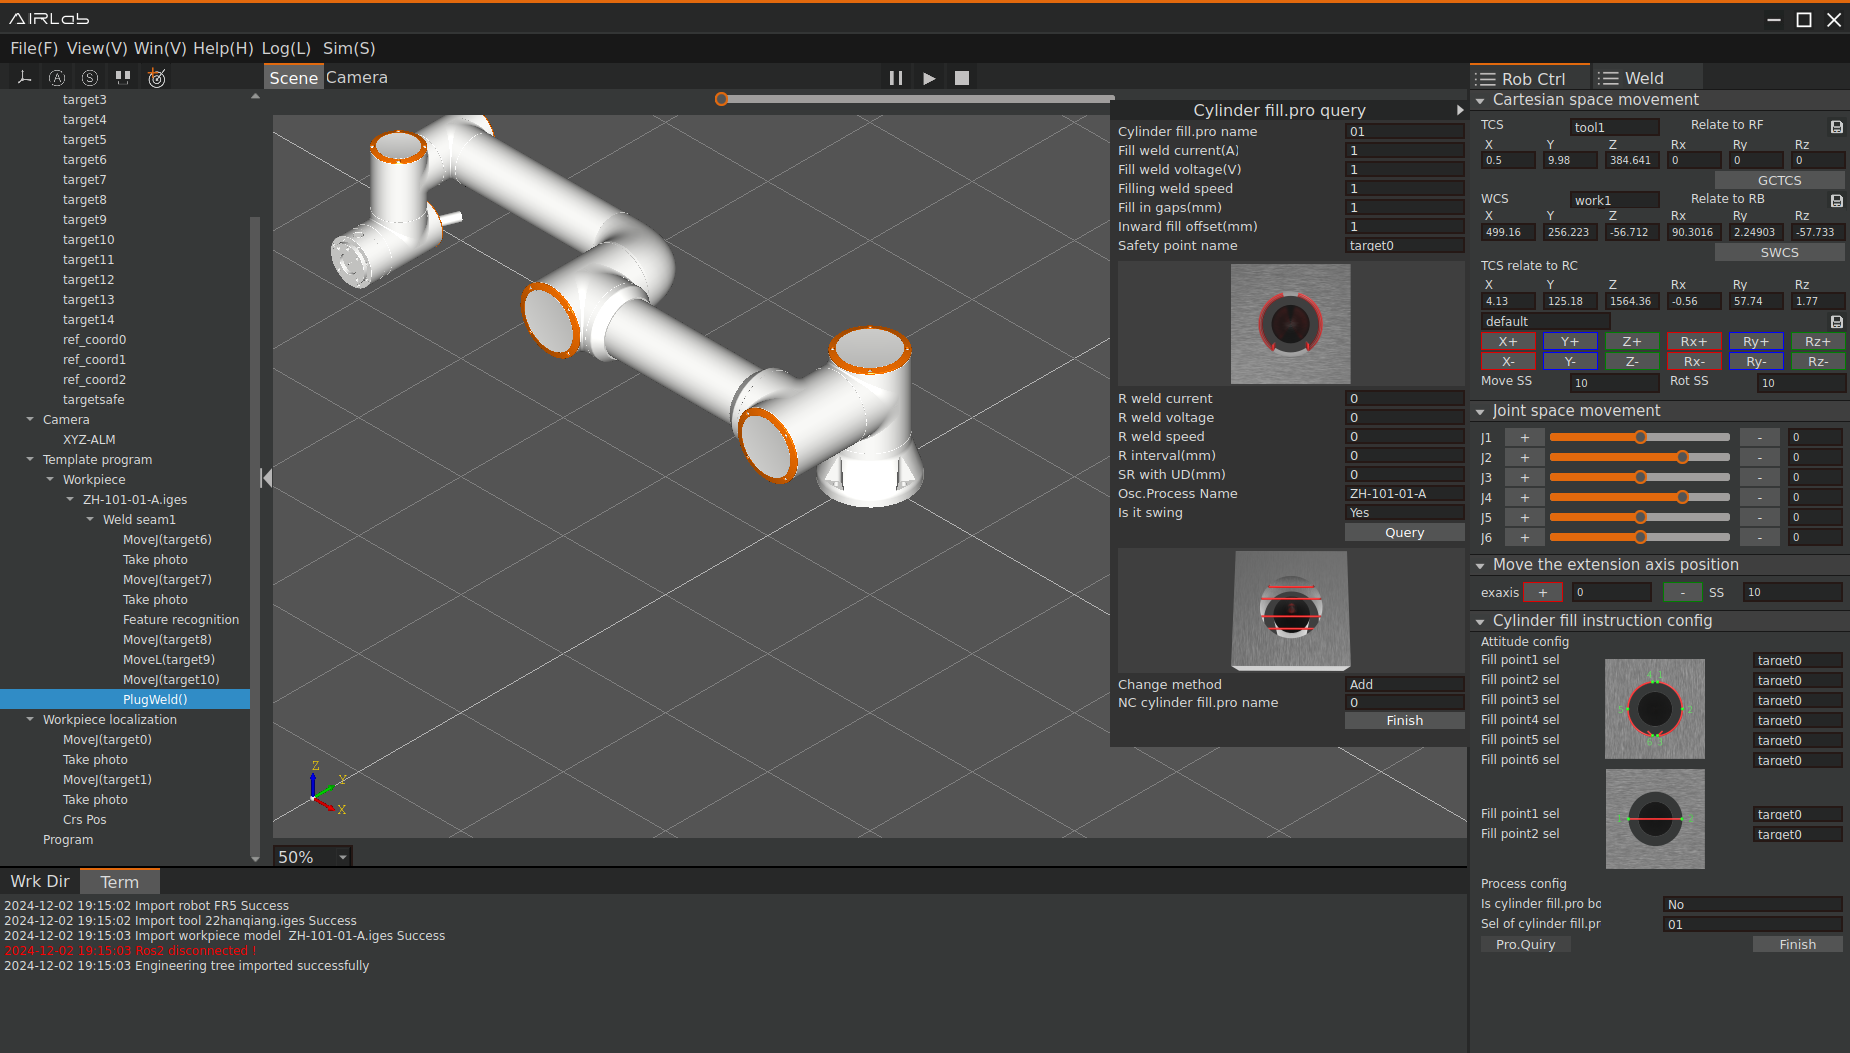 AIRLab
File(F) View(V) Win(V) Help(H) Log(L) Sim(S)
Scene Camera
target3
target4
target5
target6
target7
target8
target9
target10
target11
target12
target13
target14
ref_coord0
ref_coord1
ref_coord2
targetsafe
Camera
XYZ-ALM
Template program
Workpiece
ZH-101-01-A.iges
Weld seam1
MoveJ(target6)
Take photo
MoveJ(target7)
Take photo
Feature recognition
MoveJ(target8)
MoveL(target9)
MoveJ(target10)
PlugWeld()
Workpiece localization
MoveJ(target0)
Take photo
MoveJ(target1)
Take photo
Crs Pos
Program
Z
Y
X
50%
Cylinder fill.pro query
Cylinder fill.pro name 01
Fill weld current(A) 1
Fill weld voltage(V) 1
Filling weld speed 1
Fill in gaps(mm) 1
Inward fill offset(mm) 1
Safety point name target0
R weld current 0
R weld voltage 0
R weld speed 0
R interval(mm) 0
SR with UD(mm) 0
Osc.Process Name ZH-101-01-A
Is it swing Yes
Query
Change method Add
NC cylinder fill.pro name 0
Finish
Rob Ctrl Weld
Cartesian space movement
TCS tool1 Relate to RF
X Y Z Rx Ry Rz
0.5 9.98 384.641 0 0 0
GCTCS
WCS work1 Relate to RB
X Y Z Rx Ry Rz
499.16 256.223 -56.712 90.3016 2.24903 -57.733
SWCS
TCS relate to RC
X Y Z Rx Ry Rz
4.13 125.18 1564.36 -0.56 57.74 1.77
default
X+ Y+ Z+ Rx+ Ry+ Rz+
X- Y- Z- Rx- Ry- Rz-
Move SS 10 Rot SS 10
Joint space movement
J1 + - 0
J2 + - 0
J3 + - 0
J4 + - 0
J5 + - 0
J6 + - 0
Move the extension axis position
exaxis + 0 - SS 10
Cylinder fill instruction config
Attitude config
Fill point1 sel target0
Fill point2 sel target0
Fill point3 sel target0
Fill point4 sel target0
Fill point5 sel target0
Fill point6 sel target0
Fill point1 sel target0
Fill point2 sel target0
Process config
Is cylinder fill.pro bo No
Sel of cylinder fill.pr 01
Pro.Quiry Finish
Wrk Dir Term
2024-12-02 19:15:02 Import robot FR5 Success
2024-12-02 19:15:02 Import tool 22hanqiang.iges Success
2024-12-02 19:15:03 Import workpiece model  ZH-101-01-A.iges Success
2024-12-02 19:15:03 Ros2 disconnected !
2024-12-02 19:15:03 Engineering tree imported successfully